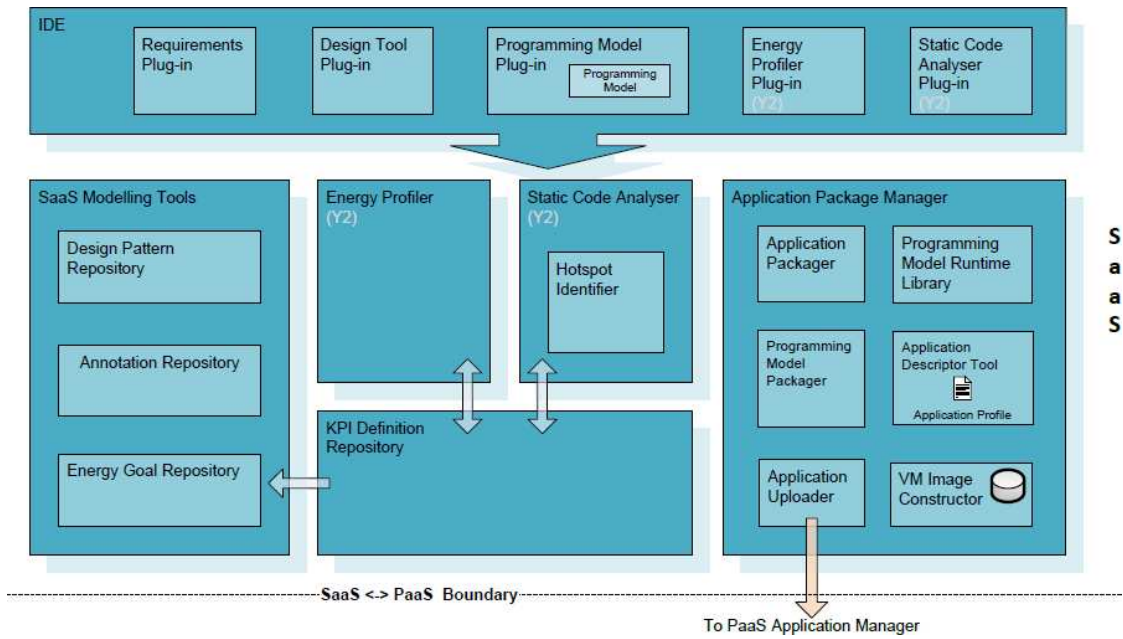 IDE
Requirements
Plug-in
Design Tool
Plug-in
Programming Model
Plug-in
Programming
Model
Energy
Profiler
Plug-in
(Y2)
Static Code
Analyser
Plug-in
(Y2)
SaaS Modelling Tools
Design Pattern
Repository
Annotation Repository
Energy Goal Repository
Energy Profiler
(Y2)
Static Code Analyser
(Y2)
Hotspot
Identifier
KPI Definition
Repository
Application Package Manager
Application
Packager
Programming
Model Runtime
Library
Programming
Model
Packager
Application
Descriptor Tool
Application Profile
Application
Uploader
VM Image
Constructor
S
a
a
S
SaaS <-> PaaS Boundary
To PaaS Application Manager